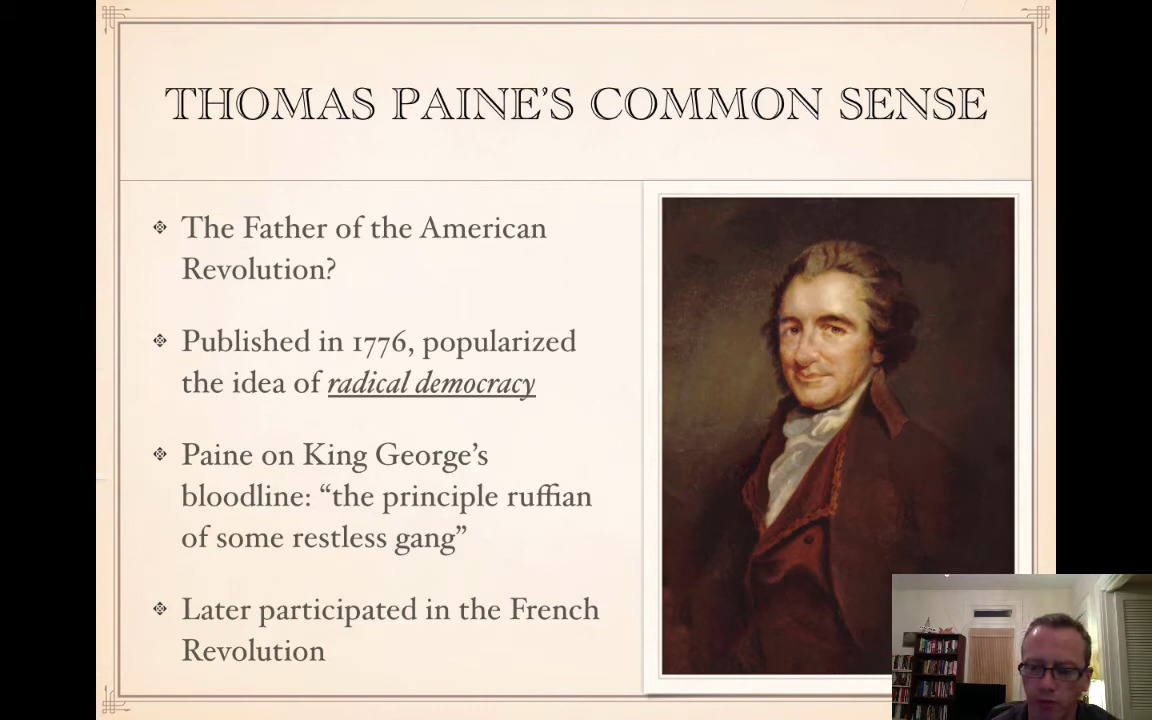 THOMAS PAINE’S COMMON SENSE
The Father of the American
Revolution?
Published in 1776, popularized
the idea of radical democracy
Paine on King George’s
bloodline: “the principle ruffian
of some restless gang”
Later participated in the French
Revolution